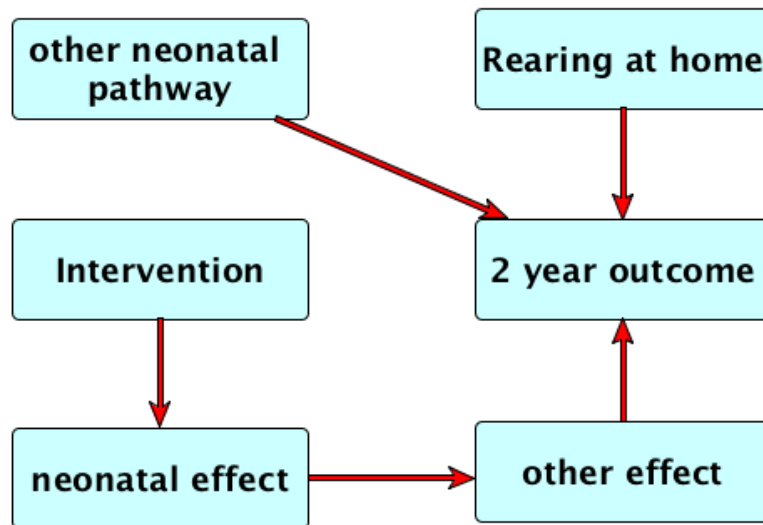 other neonatal
pathway
Rearing at home
Intervention
2 year outcome
neonatal effect
other effect